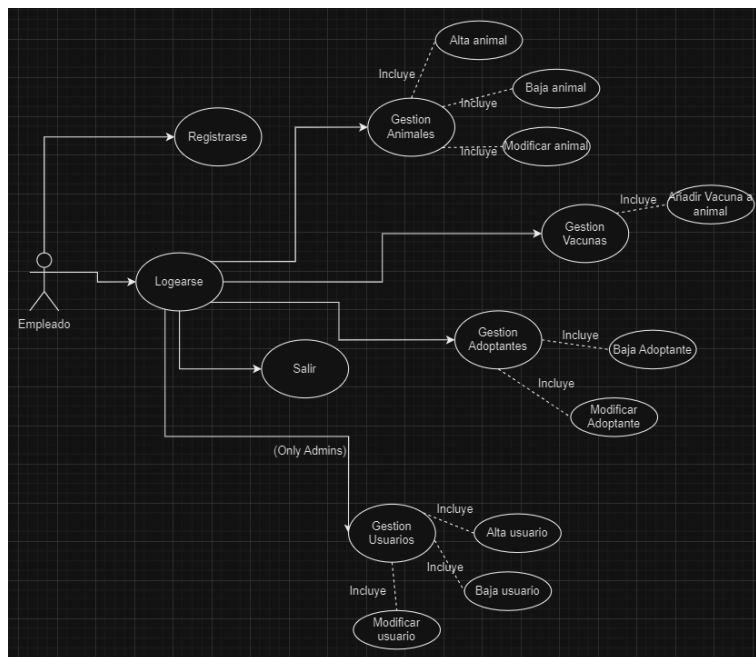 Alta animal
Incluye
Baja animal
Incluye
Gestion
Animales
Registrarse
Modificar animal
Incluye
Incluye
Añadir Vacuna a
animal
Gestion
Vacunas
Logearse
Empleado
Gestion
Adoptantes
Incluye
Baja Adoptante
Salir
Incluye
Modificar
Adoptante
(Only Admins)
Incluye
Gestion
Usuarios
Alta usuario
Incluye
Incluye
Baja usuario
Modificar
usuario